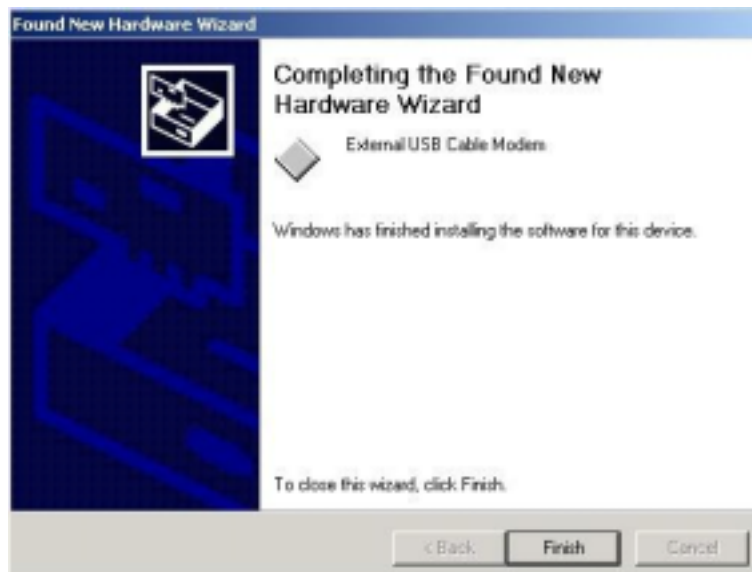 Found New Hardware Wizard
Completing the Found New
Hardware Wizard
External USB Cable Modem
Windows has finished installing the software for this device.
To close this wizard, click Finish.
< Back
Finish
Cancel